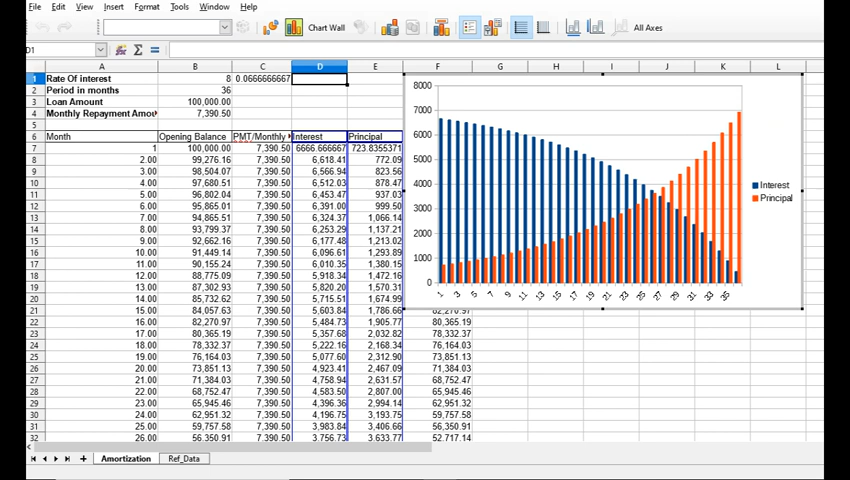 File Edit View Insert Format Tools Window Help
Chart Wall All Axes
D1
A B C D E F G H I J K L
1 Rate Of interest 8 0.0666666667
2 Period in months 36
3 Loan Amount 100,000.00
4 Monthly Repayment Amou 7,390.50
5
6 Month Opening Balance PMT/Monthly Interest Principal
7 1 100,000.00 7,390.50 6666.666667 723.8355371
8 2.00 99,276.16 7,390.50 6,618.41 772.09
9 3.00 98,504.07 7,390.50 6,566.94 823.56
10 4.00 97,680.51 7,390.50 6,512.03 878.47
11 5.00 96,802.04 7,390.50 6,453.47 937.03
12 6.00 95,865.01 7,390.50 6,391.00 999.50
13 7.00 94,865.51 7,390.50 6,324.37 1,066.14
14 8.00 93,799.37 7,390.50 6,253.29 1,137.21
15 9.00 92,662.16 7,390.50 6,177.48 1,213.02
16 10.00 91,449.14 7,390.50 6,096.61 1,293.89
17 11.00 90,155.24 7,390.50 6,010.35 1,380.15
18 12.00 88,775.09 7,390.50 5,918.34 1,472.16
19 13.00 87,302.93 7,390.50 5,820.20 1,570.31
20 14.00 85,732.62 7,390.50 5,715.51 1,674.99
21 15.00 84,057.63 7,390.50 5,603.84 1,786.66 82,270.97
22 16.00 82,270.97 7,390.50 5,484.73 1,905.77 80,365.19
23 17.00 80,365.19 7,390.50 5,357.68 2,032.82 78,332.37
24 18.00 78,332.37 7,390.50 5,222.16 2,168.34 76,164.03
25 19.00 76,164.03 7,390.50 5,077.60 2,312.90 73,851.13
26 20.00 73,851.13 7,390.50 4,923.41 2,467.09 71,384.03
27 21.00 71,384.03 7,390.50 4,758.94 2,631.57 68,752.47
28 22.00 68,752.47 7,390.50 4,583.50 2,807.00 65,945.46
29 23.00 65,945.46 7,390.50 4,396.36 2,994.14 62,951.32
30 24.00 62,951.32 7,390.50 4,196.75 3,193.75 59,757.58
31 25.00 59,757.58 7,390.50 3,983.84 3,406.66 56,350.91
32 26.00 56,350.91 7,390.50 3,756.73 3,633.77 52,717.14
8000
7000
6000
5000
4000
3000
2000
1000
0
1 3 5 7 9 11 13 15 17 19 21 23 25 27 29 31 33 35
Interest
Principal
Amortization Ref_Data